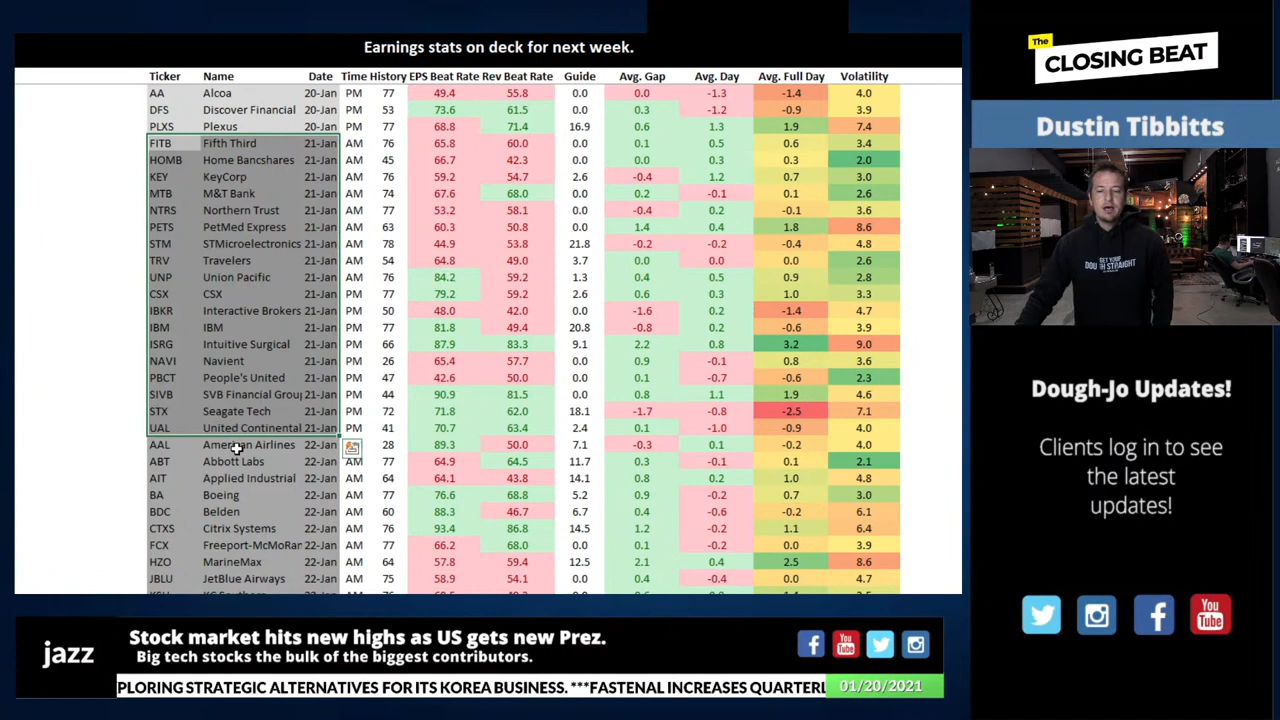 Earnings stats on deck for next week.
Ticker Name Date Time History EPS Beat Rate Rev Beat Rate Guide Avg. Gap Avg. Day Avg. Full Day Volatility
AA Alcoa 20-Jan PM 77 49.4 55.8 0.0 0.0 -1.3 -1.4 4.0
DFS Discover Financial 20-Jan PM 53 73.6 61.5 0.0 0.3 -1.2 -0.9 3.9
PLXS Plexus 20-Jan PM 77 68.8 71.4 16.9 0.6 1.3 1.9 7.4
FITB Fifth Third 21-Jan AM 76 65.8 60.0 0.0 0.1 0.5 0.6 3.4
HOMB Home Bancshares 21-Jan AM 45 66.7 42.3 0.0 0.0 0.3 0.3 2.0
KEY KeyCorp 21-Jan AM 76 59.2 54.7 2.6 -0.4 1.2 0.7 3.0
MTB M&T Bank 21-Jan AM 74 67.6 68.0 0.0 0.2 -0.1 0.1 2.6
NTRS Northern Trust 21-Jan AM 77 53.2 58.1 0.0 -0.4 0.2 -0.1 3.6
PETS PetMed Express 21-Jan AM 63 60.3 50.8 0.0 1.4 0.4 1.8 8.6
STM STMicroelectronics 21-Jan AM 78 44.9 53.8 21.8 -0.2 -0.2 -0.4 4.8
TRV Travelers 21-Jan AM 54 64.8 49.0 3.7 0.0 0.0 0.0 2.6
UNP Union Pacific 21-Jan AM 76 84.2 59.2 1.3 0.4 0.5 0.9 2.8
CSX CSX 21-Jan PM 77 79.2 59.2 2.6 0.6 0.3 1.0 3.3
IBKR Interactive Brokers 21-Jan PM 50 48.0 42.0 0.0 -1.6 0.2 -1.4 4.7
IBM IBM 21-Jan PM 77 81.8 49.4 20.8 -0.8 0.2 -0.6 3.9
ISRG Intuitive Surgical 21-Jan PM 66 87.9 83.3 9.1 2.2 0.8 3.2 9.0
NAVI Navient 21-Jan PM 26 65.4 57.7 0.0 0.9 -0.1 0.8 3.6
PBCT People's United 21-Jan PM 47 42.6 50.0 0.0 0.1 -0.7 -0.6 2.3
SIVB SVB Financial Grou 21-Jan PM 44 90.9 81.5 0.0 0.8 1.1 1.9 4.6
STX Seagate Tech 21-Jan PM 72 71.8 62.0 18.1 -1.7 -0.8 -2.5 7.1
UAL United Continental 21-Jan PM 41 70.7 63.4 2.4 0.1 -0.8 -0.9 4.0
AAL American Airlines 22-Jan 28 89.3 50.0 7.1 -0.3 0.1 -0.2 4.0
ABT Abbott Labs 22-Jan AM 77 64.9 64.5 11.7 0.3 -0.1 0.1 2.1
AIT Applied Industrial 22-Jan AM 64 64.1 43.8 14.1 0.8 0.2 1.0 4.8
BA Boeing 22-Jan AM 77 76.6 68.8 5.2 0.9 -0.2 0.7 3.0
BDC Belden 22-Jan AM 60 88.3 46.7 6.7 0.4 -0.6 -0.2 6.1
CTXS Citrix Systems 22-Jan AM 76 93.4 86.8 14.5 1.2 -0.2 1.1 6.4
FCX Freeport-McMoRan 22-Jan AM 77 66.2 68.0 0.0 0.1 -0.2 0.0 3.9
HZO MarineMax 22-Jan AM 64 57.8 59.4 12.5 2.1 0.4 2.5 8.6
JBLU JetBlue Airways 22-Jan AM 75 58.9 54.1 0.0 0.4 -0.4 0.0 4.7
The
CLOSING BEAT
Dustin Tibbitts
GET YOUR
DOUGH STRAIGHT
Dough-Jo Updates!
Clients log in to see
the latest
updates!
You
Tube
jazz
Stock market hits new highs as US gets new Prez.
Big tech stocks the bulk of the biggest contributors.
You
Tube
PLORING STRATEGIC ALTERNATIVES FOR ITS KOREA BUSINESS. ***FASTENAL INCREASES QUARTERL
01/20/2021